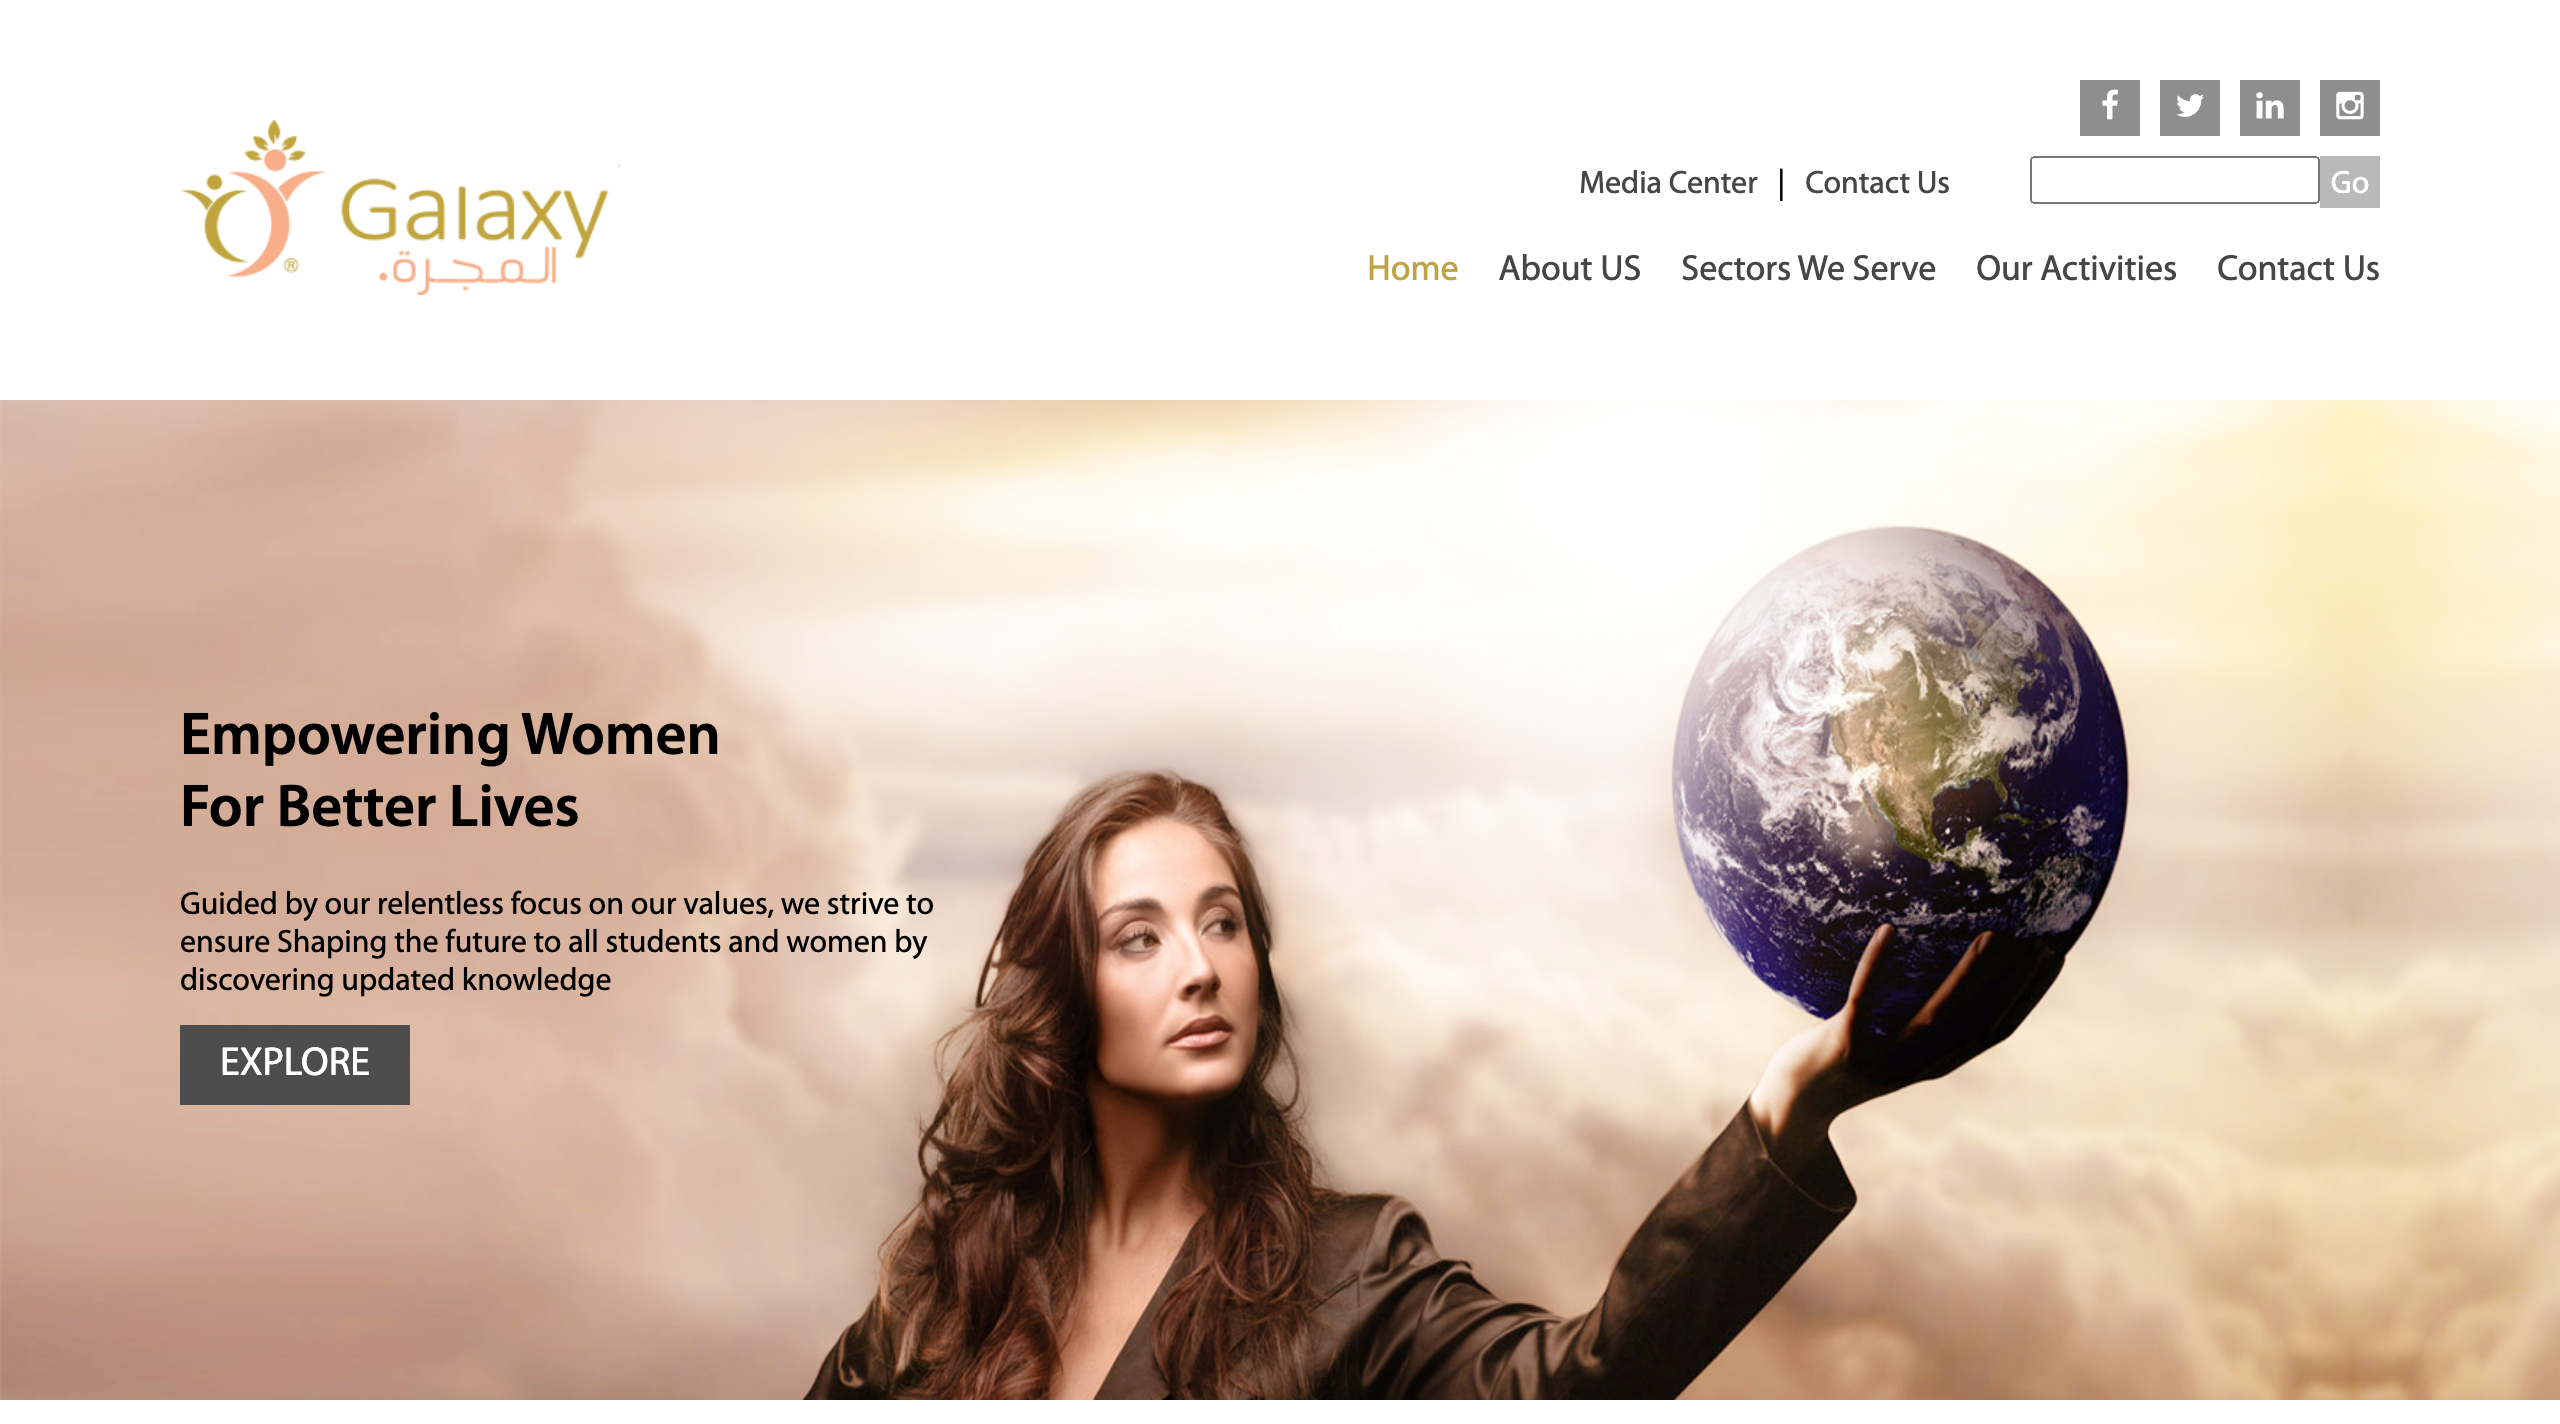 Galaxy
المجرة.
®
Media Center | Contact Us
Go
Home About US Sectors We Serve Our Activities Contact Us
Empowering Women
For Better Lives
Guided by our relentless focus on our values, we strive to
ensure Shaping the future to all students and women by
discovering updated knowledge
EXPLORE